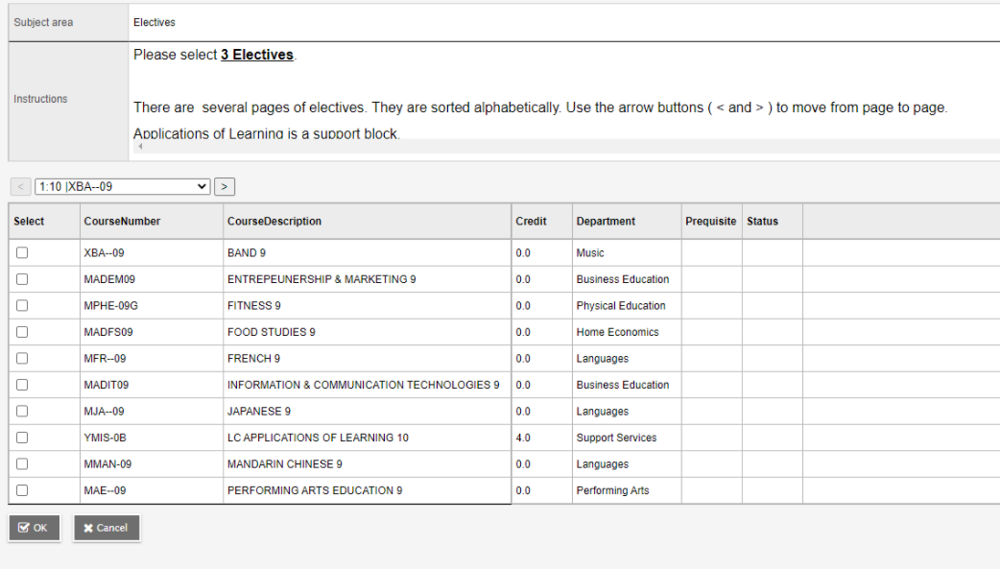 Subject area Electives
Please select 3 Electives.
Instructions
There are several pages of electives. They are sorted alphabetically. Use the arrow buttons ( < and > ) to move from page to page.
Applications of Learning is a support block.
< 1:10 |XBA--09 >
Select CourseNumber CourseDescription Credit Department Prequisite Status
XBA--09 BAND 9 0.0 Music
MADEM09 ENTREPEUNERSHIP & MARKETING 9 0.0 Business Education
MPHE-09G FITNESS 9 0.0 Physical Education
MADFS09 FOOD STUDIES 9 0.0 Home Economics
MFR--09 FRENCH 9 0.0 Languages
MADIT09 INFORMATION & COMMUNICATION TECHNOLOGIES 9 0.0 Business Education
MJA--09 JAPANESE 9 0.0 Languages
YMIS-0B LC APPLICATIONS OF LEARNING 10 4.0 Support Services
MMAN-09 MANDARIN CHINESE 9 0.0 Languages
MAE--09 PERFORMING ARTS EDUCATION 9 0.0 Performing Arts
OK Cancel